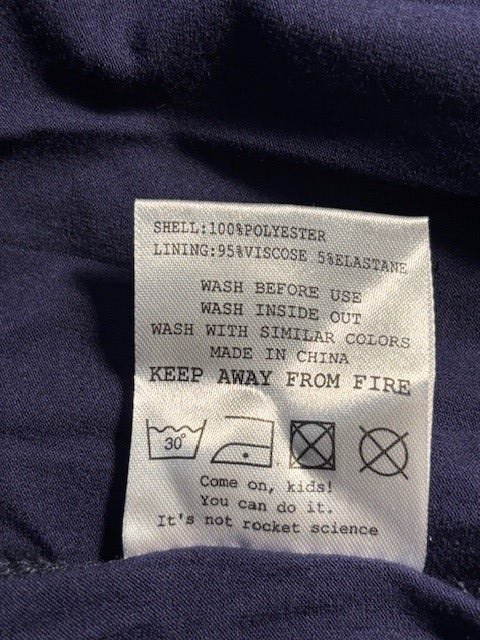 SHELL:100%POLYESTER
LINING:95%VISCOSE 5%ELASTANE
WASH BEFORE USE
WASH INSIDE OUT
WASH WITH SIMILAR COLORS
MADE IN CHINA
KEEP AWAY FROM FIRE
30°
Come on, kids!
You can do it.
It's not rocket science